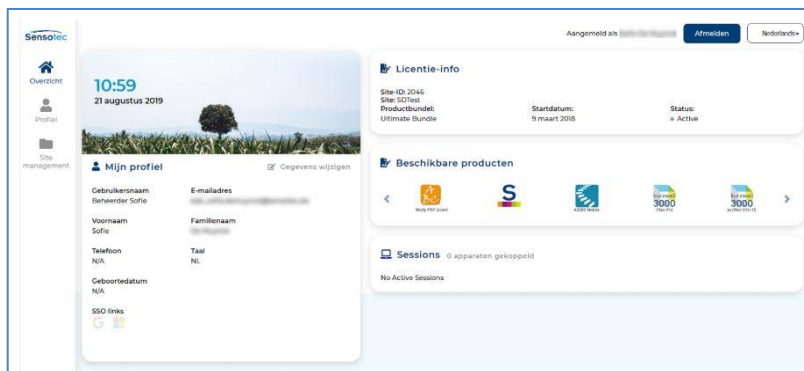 Sensotec
Aangemeld als
Afmelden
Nederlands
Overzicht
Profiel
Site
management
10:59
21 augustus 2019
Mijn profiel
Gegevens wijzigen
Gebruikersnaam
Beheerder Sofie
E-mailadres
Voornaam
Sofie
Familienaam
Telefoon
N/A
Taal
NL
Geboortedatum
N/A
SSO links
Licentie-info
Site-ID: 2046
Site: SDTest
Productbundel:
Ultimate Bundle
Startdatum:
9 maart 2018
Status:
Active
Beschikbare producten
S
3000
3000
Sessions 0 apparaten gekoppeld
No Active Sessions